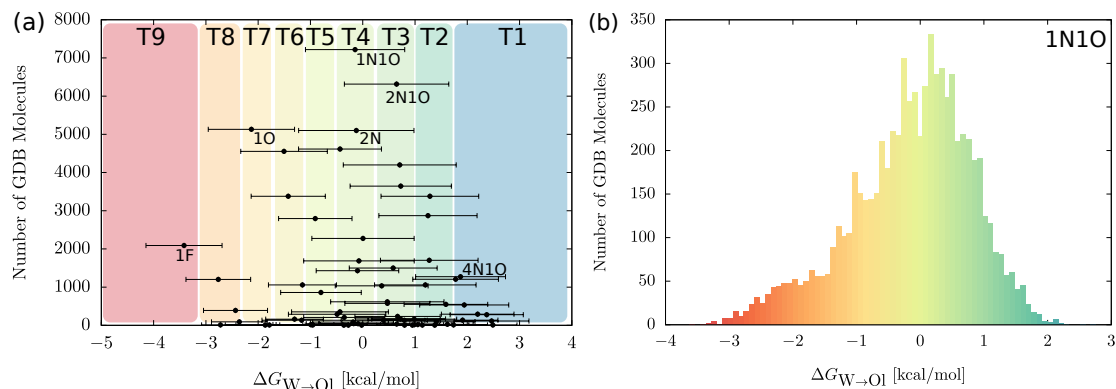 (a)
T9 T8 T7 T6 T5 T4 T3 T2 T1
8000
7000
6000
5000
4000
3000
2000
1000
0
Number of GDB Molecules
1N1O
2N1O
1O
2N
1F
4N1O
−5 −4 −3 −2 −1 0 1 2 3 4
ΔG W→Ol [kcal/mol]
(b)
1N1O
350
300
250
200
150
100
50
0
Number of GDB Molecules
−4 −3 −2 −1 0 1 2 3
ΔG W→Ol [kcal/mol]